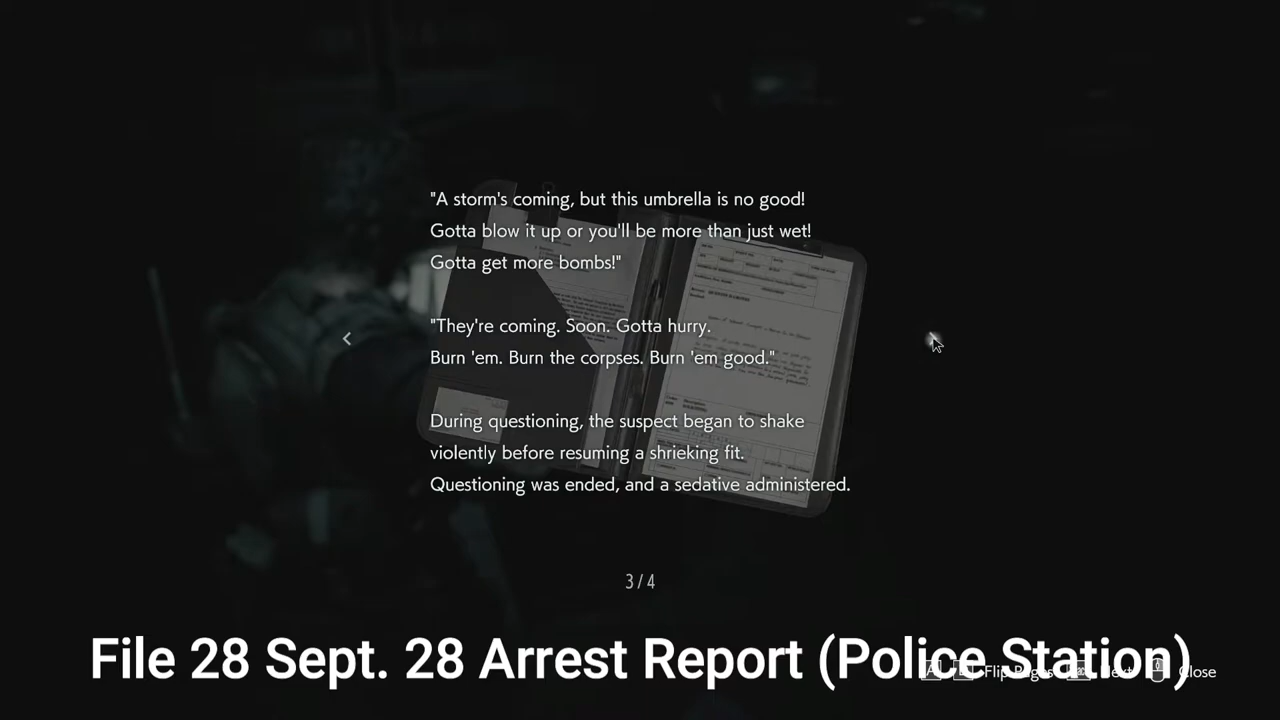 "A storm's coming, but this umbrella is no good!
Gotta blow it up or you'll be more than just wet!
Gotta get more bombs!"
"They're coming. Soon. Gotta hurry.
Burn 'em. Burn the corpses. Burn 'em good."
During questioning, the suspect began to shake
violently before resuming a shrieking fit.
Questioning was ended, and a sedative administered.
3/4
File 28 Sept. 28 Arrest Report (Police Station)
Flip Pages Next Close